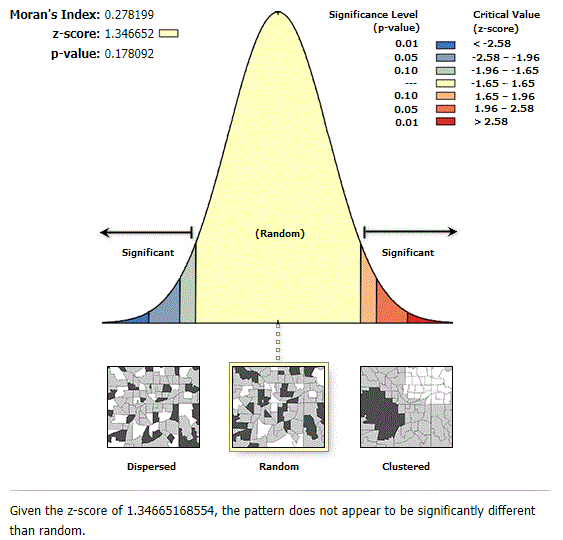 Moran's Index: 0.278199
z-score: 1.346652
p-value: 0.178092
Significance Level
(p-value)
Critical Value
(z-score)
0.01 < -2.58
0.05 -2.58 – -1.96
0.10 -1.96 – -1.65
--- -1.65 – 1.65
0.10 1.65 – 1.96
0.05 1.96 – 2.58
0.01 > 2.58
Significant
(Random)
Significant
Dispersed
Random
Clustered
Given the z-score of 1.34665168554, the pattern does not appear to be significantly different
than random.